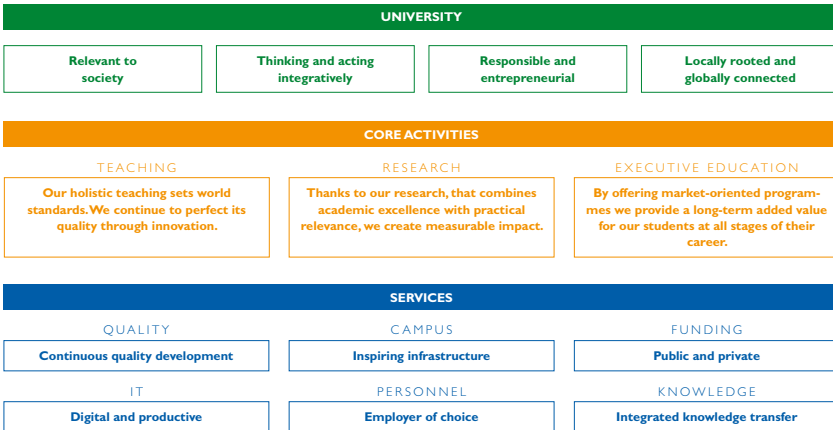 UNIVERSITY
Relevant to
society
Thinking and acting
integratively
Responsible and
entrepreneurial
Locally rooted and
globally connected
CORE ACTIVITIES
TEACHING
Our holistic teaching sets world
standards. We continue to perfect its
quality through innovation.
RESEARCH
Thanks to our research, that combines
academic excellence with practical
relevance, we create measurable impact.
EXECUTIVE EDUCATION
By offering market-oriented program-
mes we provide a long-term added value
for our students at all stages of their
career.
SERVICES
QUALITY
Continuous quality development
CAMPUS
Inspiring infrastructure
FUNDING
Public and private
IT
Digital and productive
PERSONNEL
Employer of choice
KNOWLEDGE
Integrated knowledge transfer